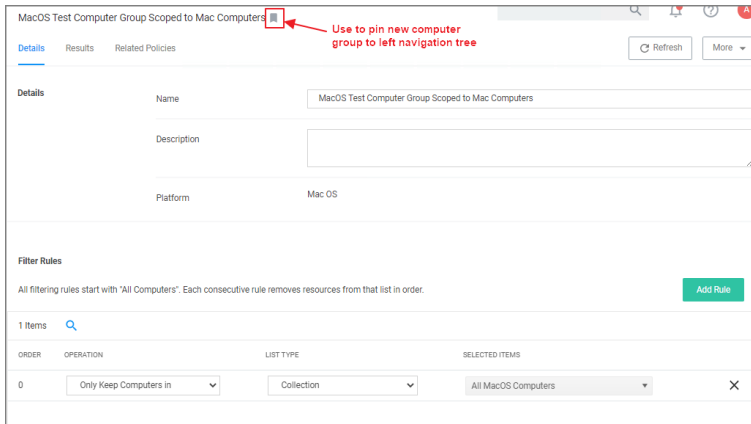 MacOS Test Computer Group Scoped to Mac Computers
Use to pin new computer
group to left navigation tree
A
Details
Results
Related Policies
Refresh
More
Details
Name
MacOS Test Computer Group Scoped to Mac Computers
Description
Platform
Mac OS
Filter Rules
All filtering rules start with "All Computers". Each consecutive rule removes resources from that list in order.
Add Rule
1 Items
ORDER
OPERATION
LIST TYPE
SELECTED ITEMS
0
Only Keep Computers in
Collection
All MacOS Computers